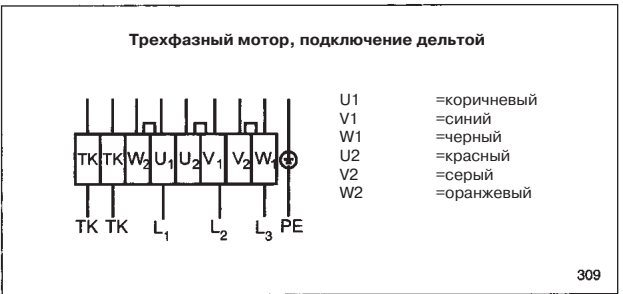 Трехфазный мотор, подключение дельтой
U1 =коричневый
V1 =синий
W1 =черный
U2 =красный
V2 =серый
W2 =оранжевый
TK TK W2 U1 U2 V1 V2 W1
TK TK L1 L2 L3 PE
309